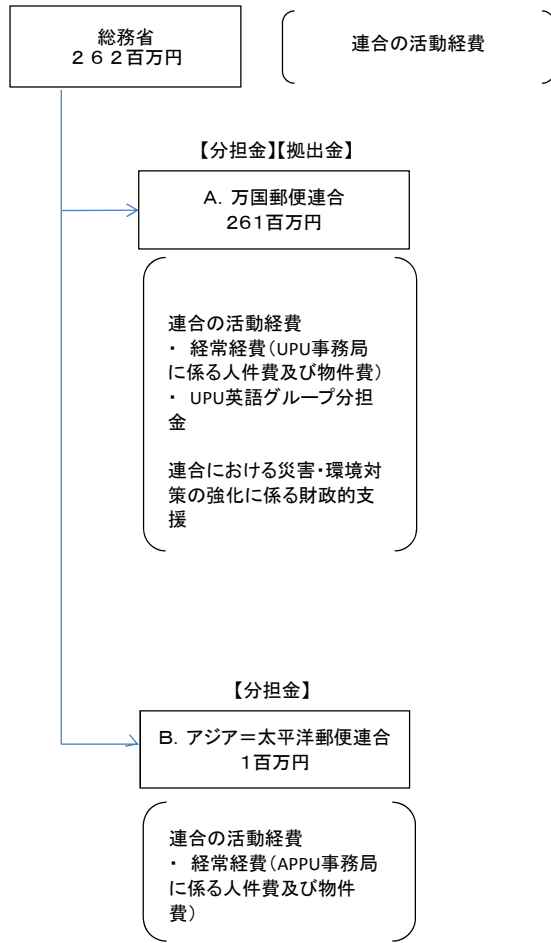 総務省
２６２百万円
連合の活動経費
【分担金】【拠出金】
A．万国郵便連合
261百万円
連合の活動経費
・ 経常経費（UPU事務局
に係る人件費及び物件費）
・ UPU英語グループ分担
金
連合における災害・環境対
策の強化に係る財政的支
援
【分担金】
B．アジア＝太平洋郵便連合
1百万円
連合の活動経費
・ 経常経費（APPU事務局
に係る人件費及び物件
費）